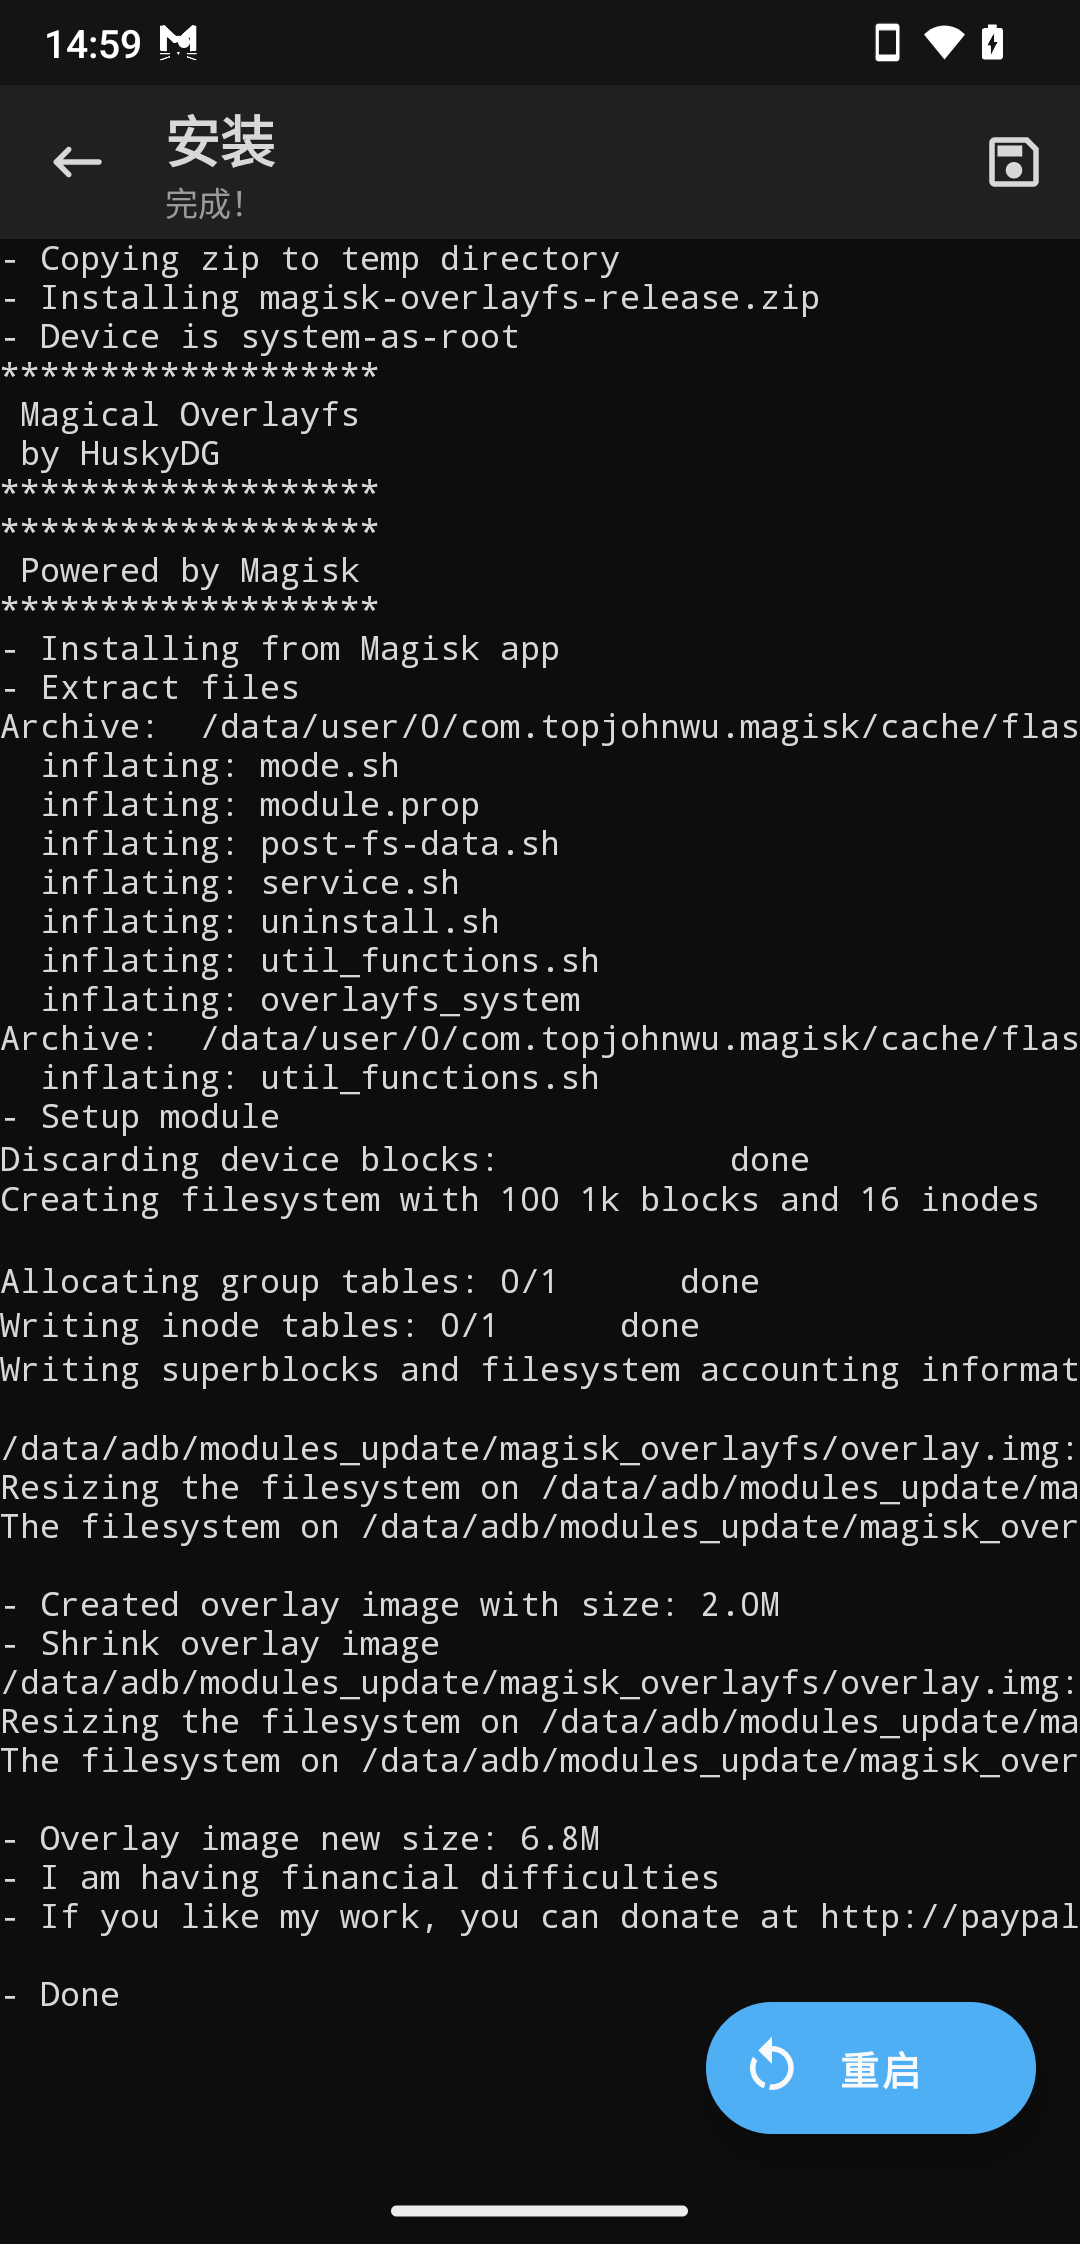 14:59
安装
完成！
- Copying zip to temp directory
- Installing magisk-overlayfs-release.zip
- Device is system-as-root
*******************
 Magical Overlayfs
 by HuskyDG
*******************
*******************
 Powered by Magisk
*******************
- Installing from Magisk app
- Extract files
Archive:  /data/user/0/com.topjohnwu.magisk/cache/flas
  inflating: mode.sh
  inflating: module.prop
  inflating: post-fs-data.sh
  inflating: service.sh
  inflating: uninstall.sh
  inflating: util_functions.sh
  inflating: overlayfs_system
Archive:  /data/user/0/com.topjohnwu.magisk/cache/flas
  inflating: util_functions.sh
- Setup module
Discarding device blocks:            done
Creating filesystem with 100 1k blocks and 16 inodes
Allocating group tables: 0/1      done
Writing inode tables: 0/1      done
Writing superblocks and filesystem accounting informat
/data/adb/modules_update/magisk_overlayfs/overlay.img:
Resizing the filesystem on /data/adb/modules_update/ma
The filesystem on /data/adb/modules_update/magisk_over
- Created overlay image with size: 2.0M
- Shrink overlay image
/data/adb/modules_update/magisk_overlayfs/overlay.img:
Resizing the filesystem on /data/adb/modules_update/ma
The filesystem on /data/adb/modules_update/magisk_over
- Overlay image new size: 6.8M
- I am having financial difficulties
- If you like my work, you can donate at http://paypal
- Done
重启